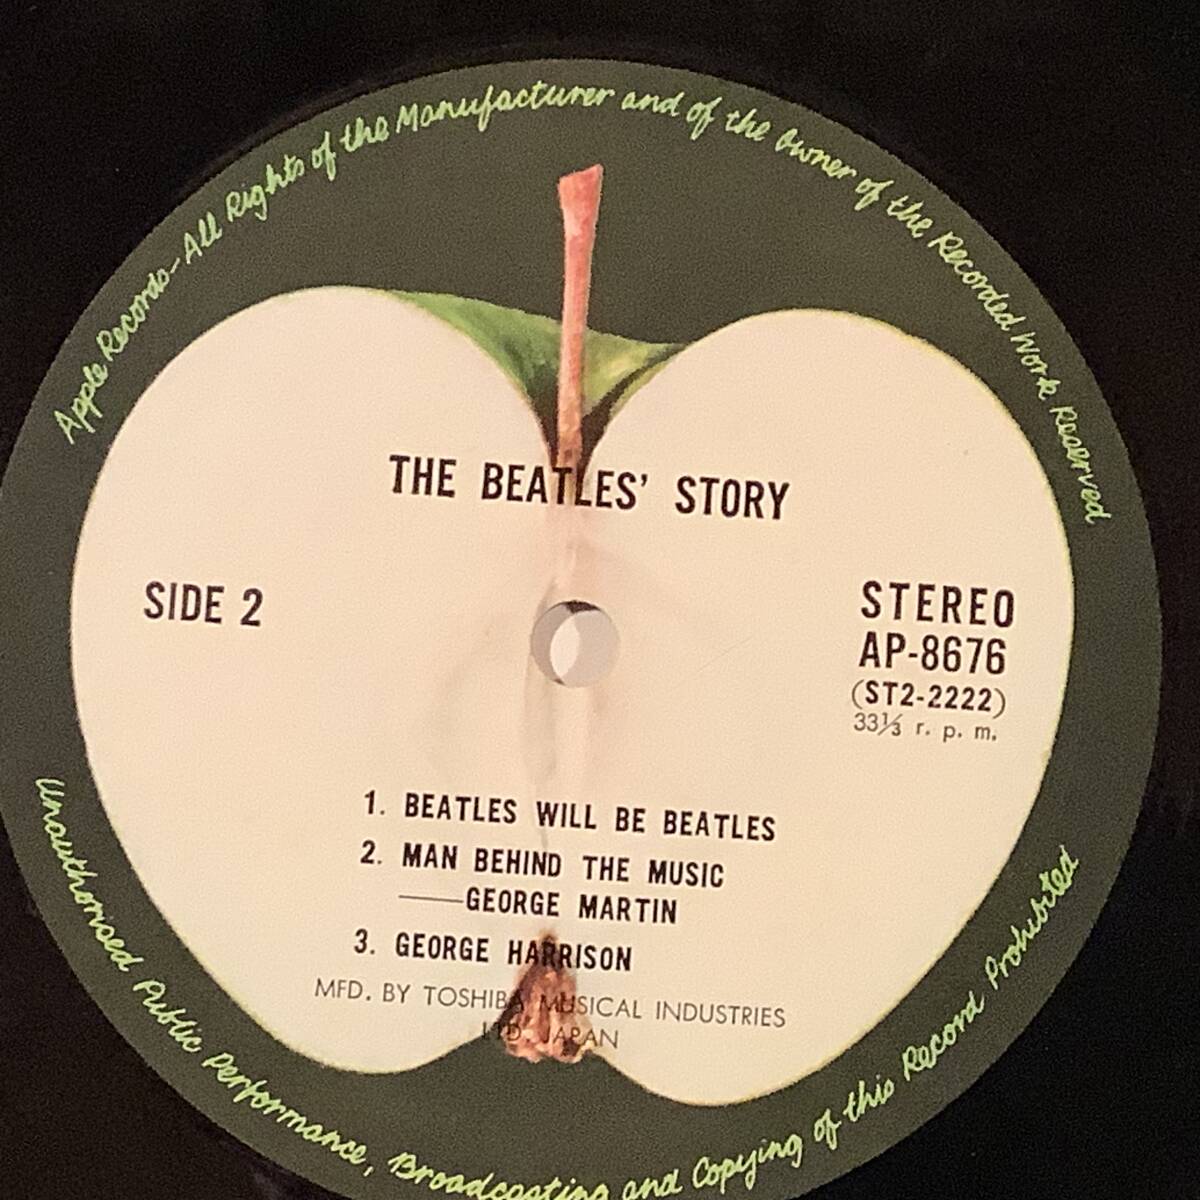 Apple Records-All Rights of the Manufacturer and of the Owner of the Recorded Work Reserved
THE BEATLES' STORY
SIDE 2
STEREO
AP-8676
(ST2-2222)
33⅓ r. p. m.
1. BEATLES WILL BE BEATLES
2. MAN BEHIND THE MUSIC
——GEORGE MARTIN
3. GEORGE HARRISON
MFD. BY TOSHIBA MUSICAL INDUSTRIES
LTD. JAPAN
Unauthorised Public Performance, Broadcasting and Copying of this Record Prohibited